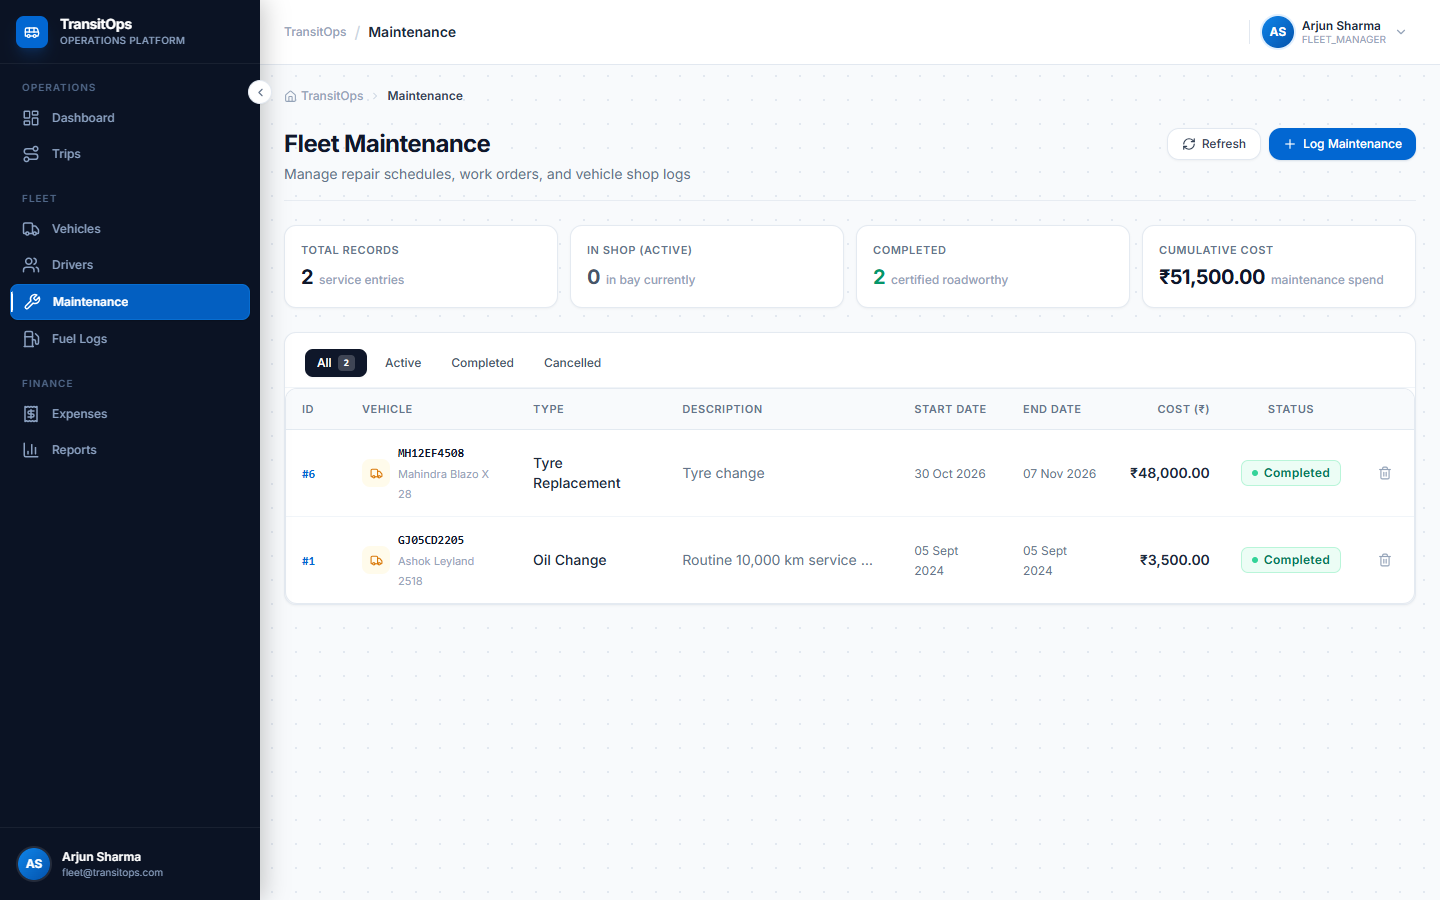 TransitOps
OPERATIONS PLATFORM
OPERATIONS
Dashboard
Trips
FLEET
Vehicles
Drivers
Maintenance
Fuel Logs
FINANCE
Expenses
Reports
AS
Arjun Sharma
fleet@transitops.com
TransitOps / Maintenance
AS
Arjun Sharma
FLEET_MANAGER
TransitOps > Maintenance
Fleet Maintenance
Manage repair schedules, work orders, and vehicle shop logs
Refresh
+ Log Maintenance
TOTAL RECORDS
2 service entries
IN SHOP (ACTIVE)
0 in bay currently
COMPLETED
2 certified roadworthy
CUMULATIVE COST
₹51,500.00 maintenance spend
All 2 Active Completed Cancelled
ID VEHICLE TYPE DESCRIPTION START DATE END DATE COST (₹) STATUS
#6
MH12EF4508
Mahindra Blazo X
28
Tyre
Replacement
Tyre change
30 Oct 2026
07 Nov 2026
₹48,000.00
Completed
#1
GJ05CD2205
Ashok Leyland
2518
Oil Change
Routine 10,000 km service ...
05 Sept
2024
05 Sept
2024
₹3,500.00
Completed